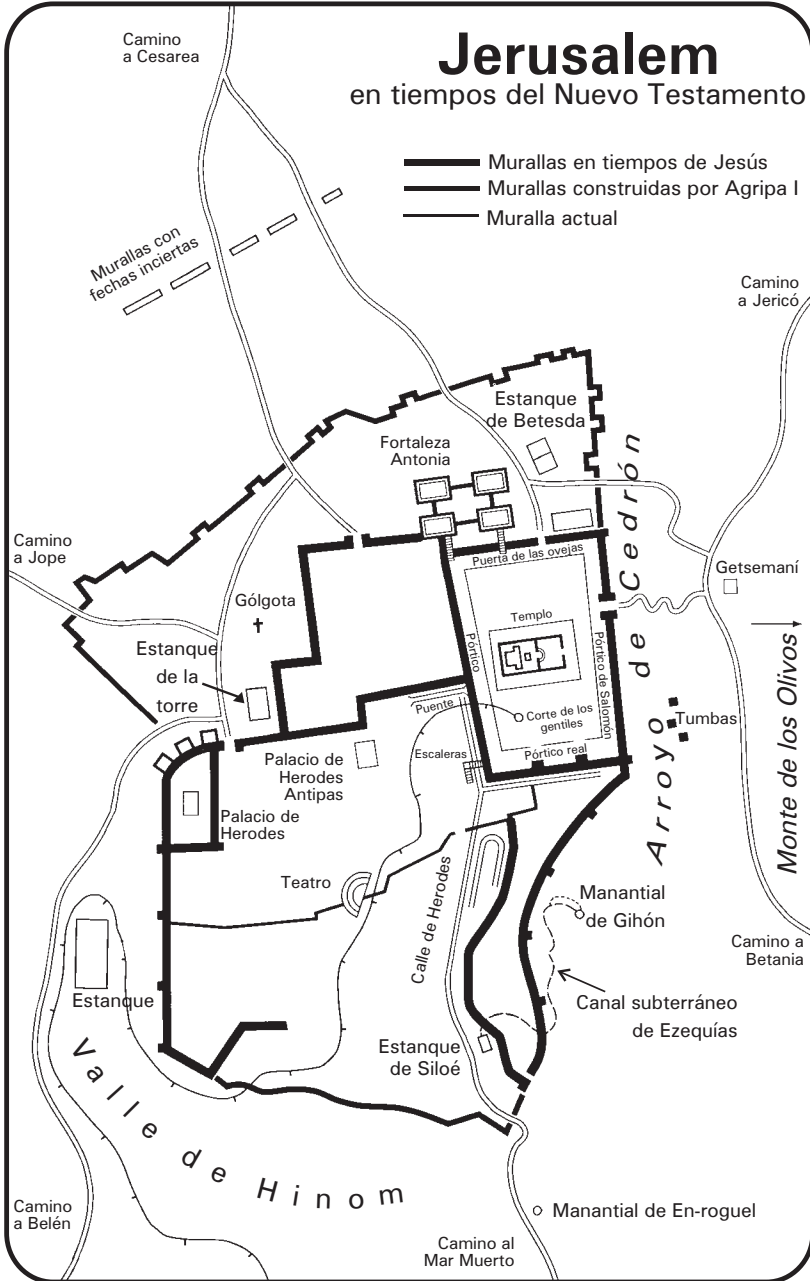 Jerusalem
en tiempos del Nuevo Testamento
Murallas en tiempos de Jesús
Murallas construidas por Agripa I
Muralla actual
Camino
a Cesarea
Murallas con
fechas inciertas
Camino
a Jericó
Estanque
de Betesda
Fortaleza
Antonia
Camino
a Jope
Puerta de las ovejas
Getsemaní
Gólgota
Templo
Estanque
de la
torre
Pórtico
Pórtico de Salomón
Arroyo de Cedrón
Monte de los Olivos
Puente
Corte de los
gentiles
Tumbas
Escaleras
Pórtico real
Palacio de
Herodes
Antipas
Palacio de
Herodes
Teatro
Calle de Herodes
Manantial
de Gihón
Camino a
Betania
Estanque
Canal subterráneo
de Ezequías
Estanque
de Siloé
Valle de Hinom
Camino
a Belén
Manantial de En-roguel
Camino al
Mar Muerto